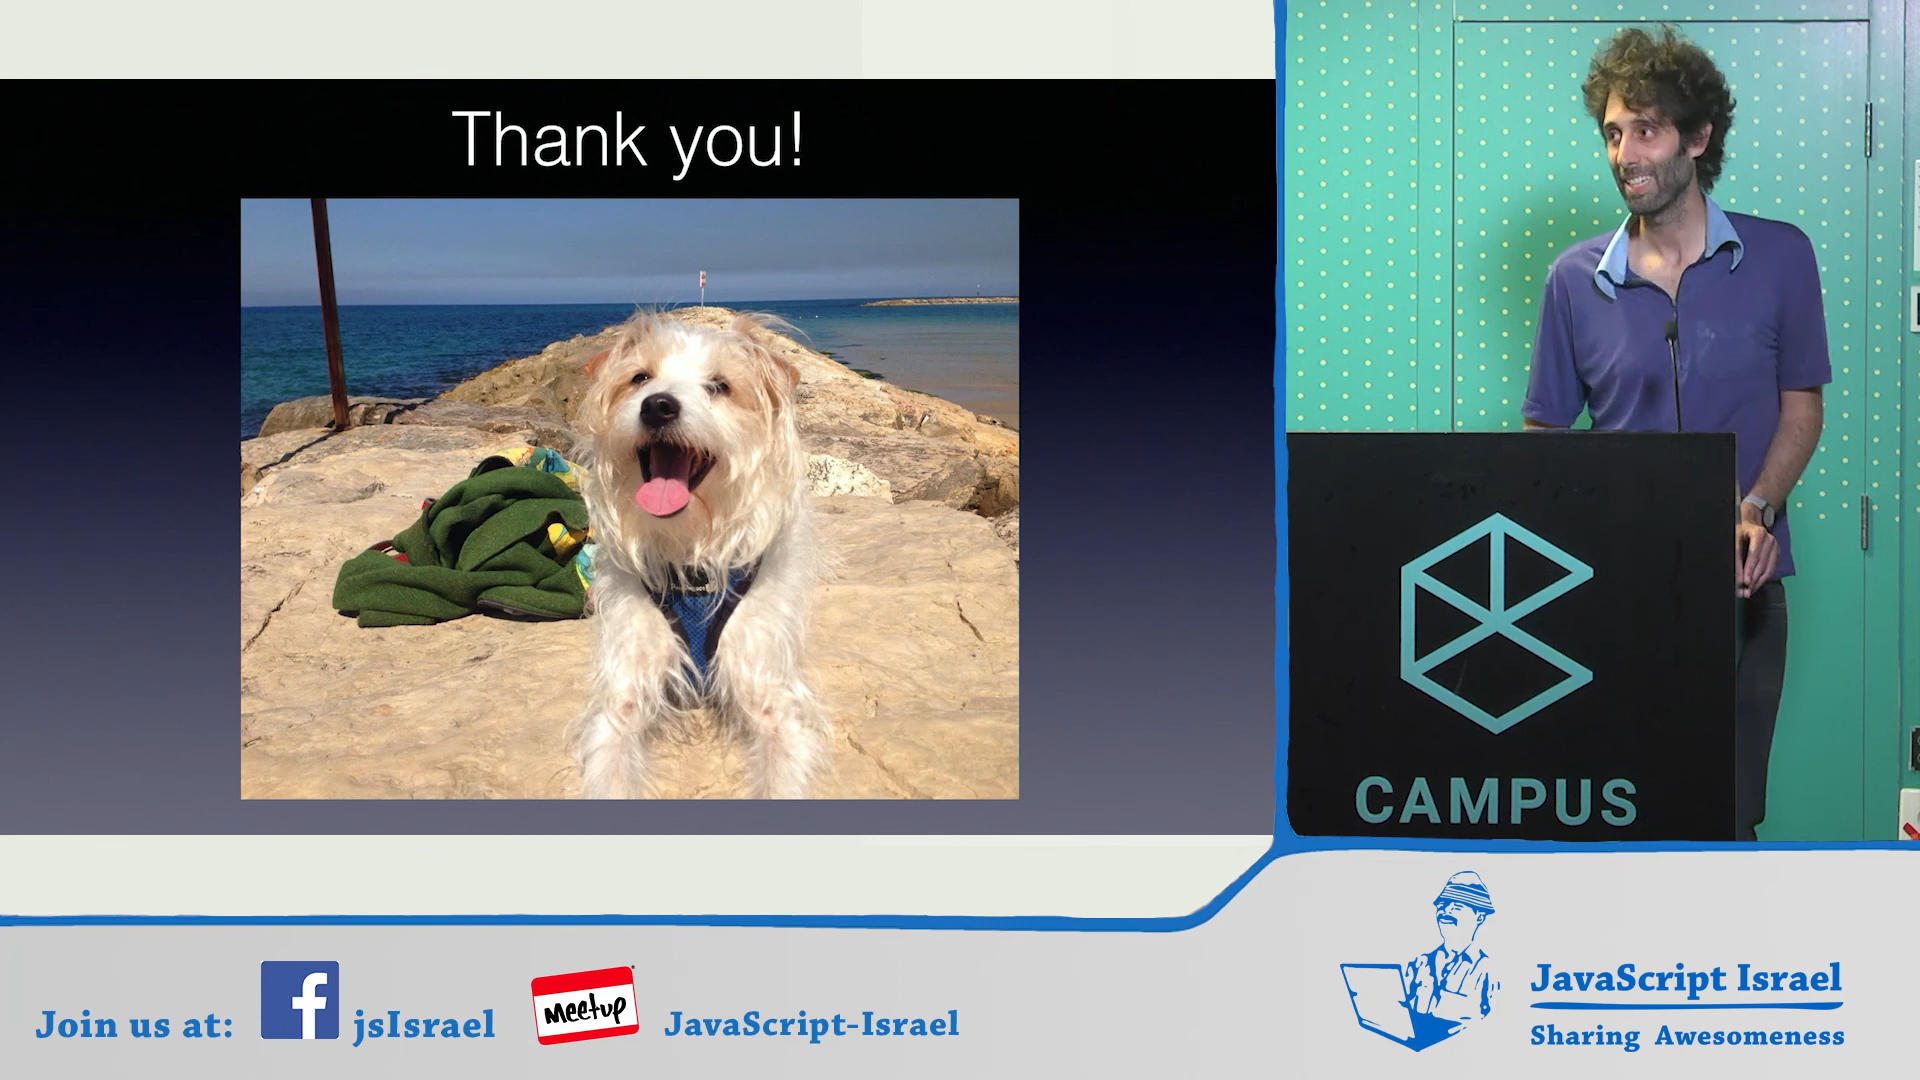 Thank you!
CAMPUS
Join us at:
f
jsIsrael
Meetup
JavaScript-Israel
JavaScript Israel
Sharing Awesomeness